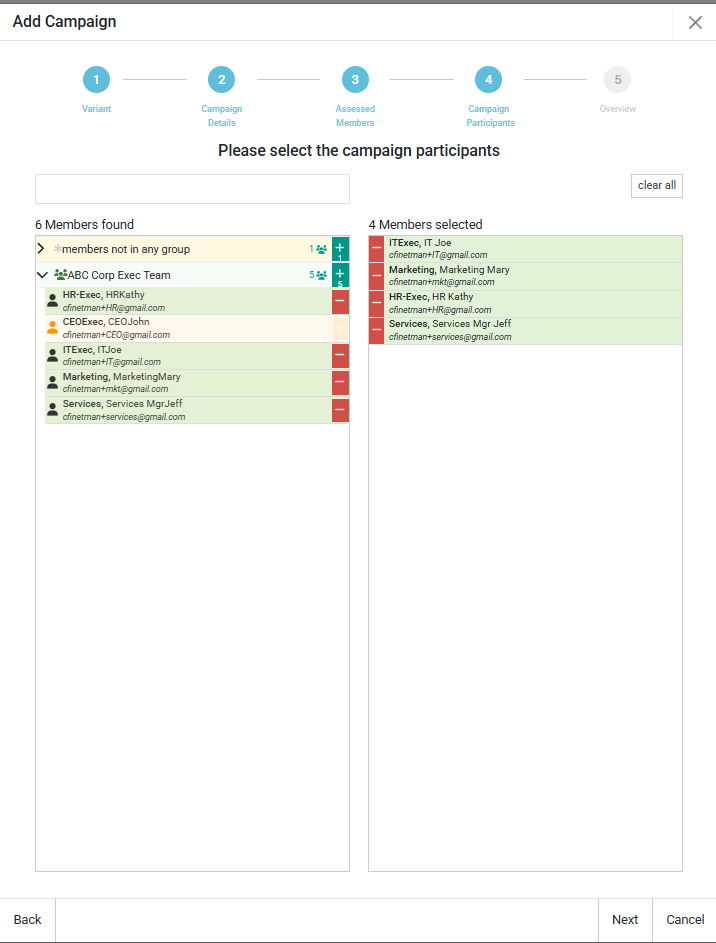 Add Campaign
1
2
3
4
5
Variant
Campaign
Details
Assessed
Members
Campaign
Participants
Overview
Please select the campaign participants
clear all
6 Members found
members not in any group
1
+
1
ABC Corp Exec Team
5
+
5
HR-Exec, HRKathy
cfinetman+HR@gmail.com
CEOExec, CEOJohn
cfinetman+CEO@gmail.com
ITExec, ITJoe
cfinetman+IT@gmail.com
Marketing, MarketingMary
cfinetman+mkt@gmail.com
Services, Services MgrJeff
cfinetman+services@gmail.com
4 Members selected
ITExec, IT Joe
cfinetman+IT@gmail.com
Marketing, Marketing Mary
cfinetman+mkt@gmail.com
HR-Exec, HR Kathy
cfinetman+HR@gmail.com
Services, Services Mgr Jeff
cfinetman+services@gmail.com
Back
Next
Cancel